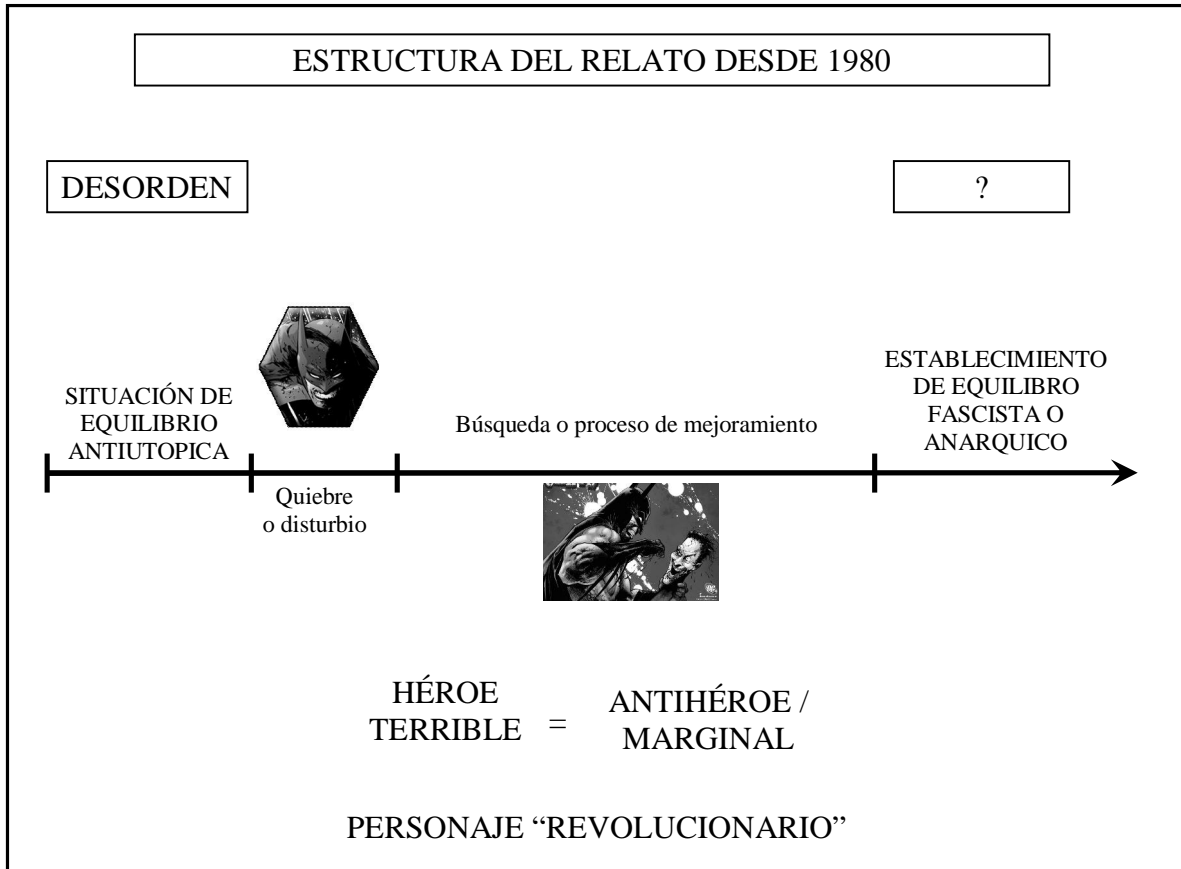 ESTRUCTURA DEL RELATO DESDE 1980
DESORDEN
?
SITUACIÓN DE
EQUILIBRIO
ANTIUTOPICA
Quiebre
o disturbio
Búsqueda o proceso de mejoramiento
ESTABLECIMIENTO
DE EQUILIBRO
FASCISTA O
ANARQUICO
HÉROE
TERRIBLE
=
ANTIHÉROE /
MARGINAL
PERSONAJE “REVOLUCIONARIO”